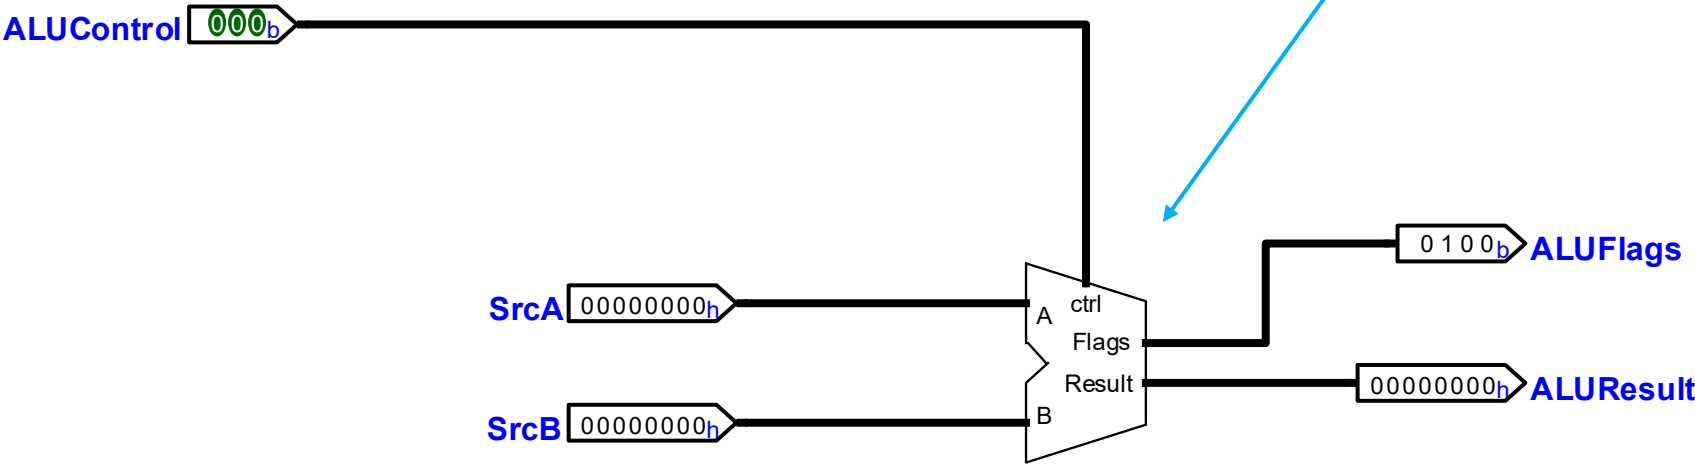 ALUControl 000b
ctrl
SrcA 00000000h
A
Flags
0100b ALUFlags
Result
00000000h ALUResult
SrcB 00000000h
B